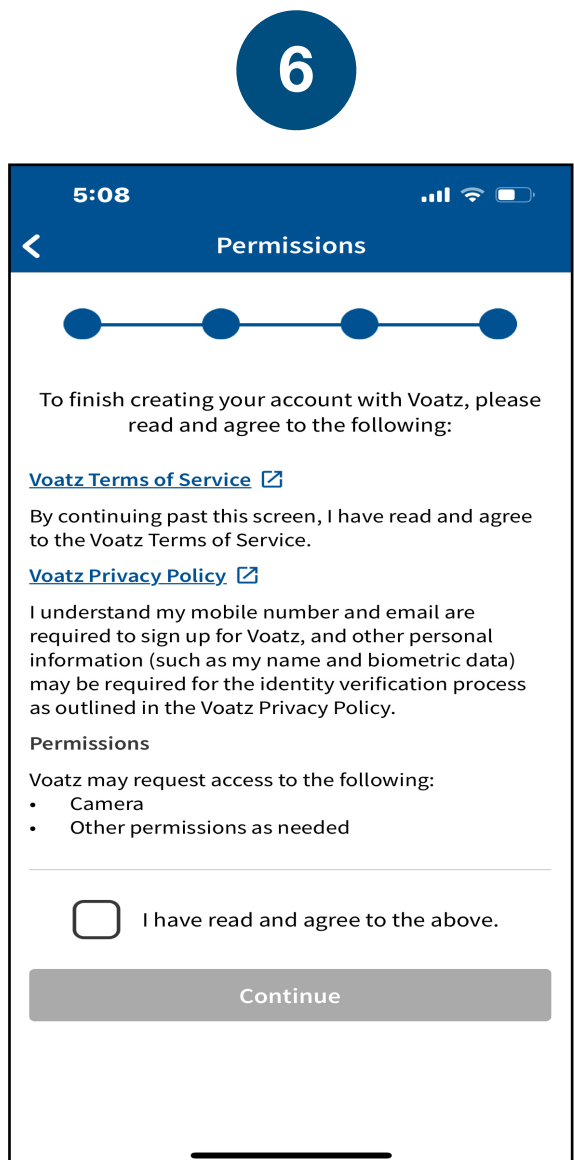 6
5:08
Permissions
To finish creating your account with Voatz, please
read and agree to the following:
Voatz Terms of Service
By continuing past this screen, I have read and agree
to the Voatz Terms of Service.
Voatz Privacy Policy
I understand my mobile number and email are
required to sign up for Voatz, and other personal
information (such as my name and biometric data)
may be required for the identity verification process
as outlined in the Voatz Privacy Policy.
Permissions
Voatz may request access to the following:
• Camera
• Other permissions as needed
I have read and agree to the above.
Continue